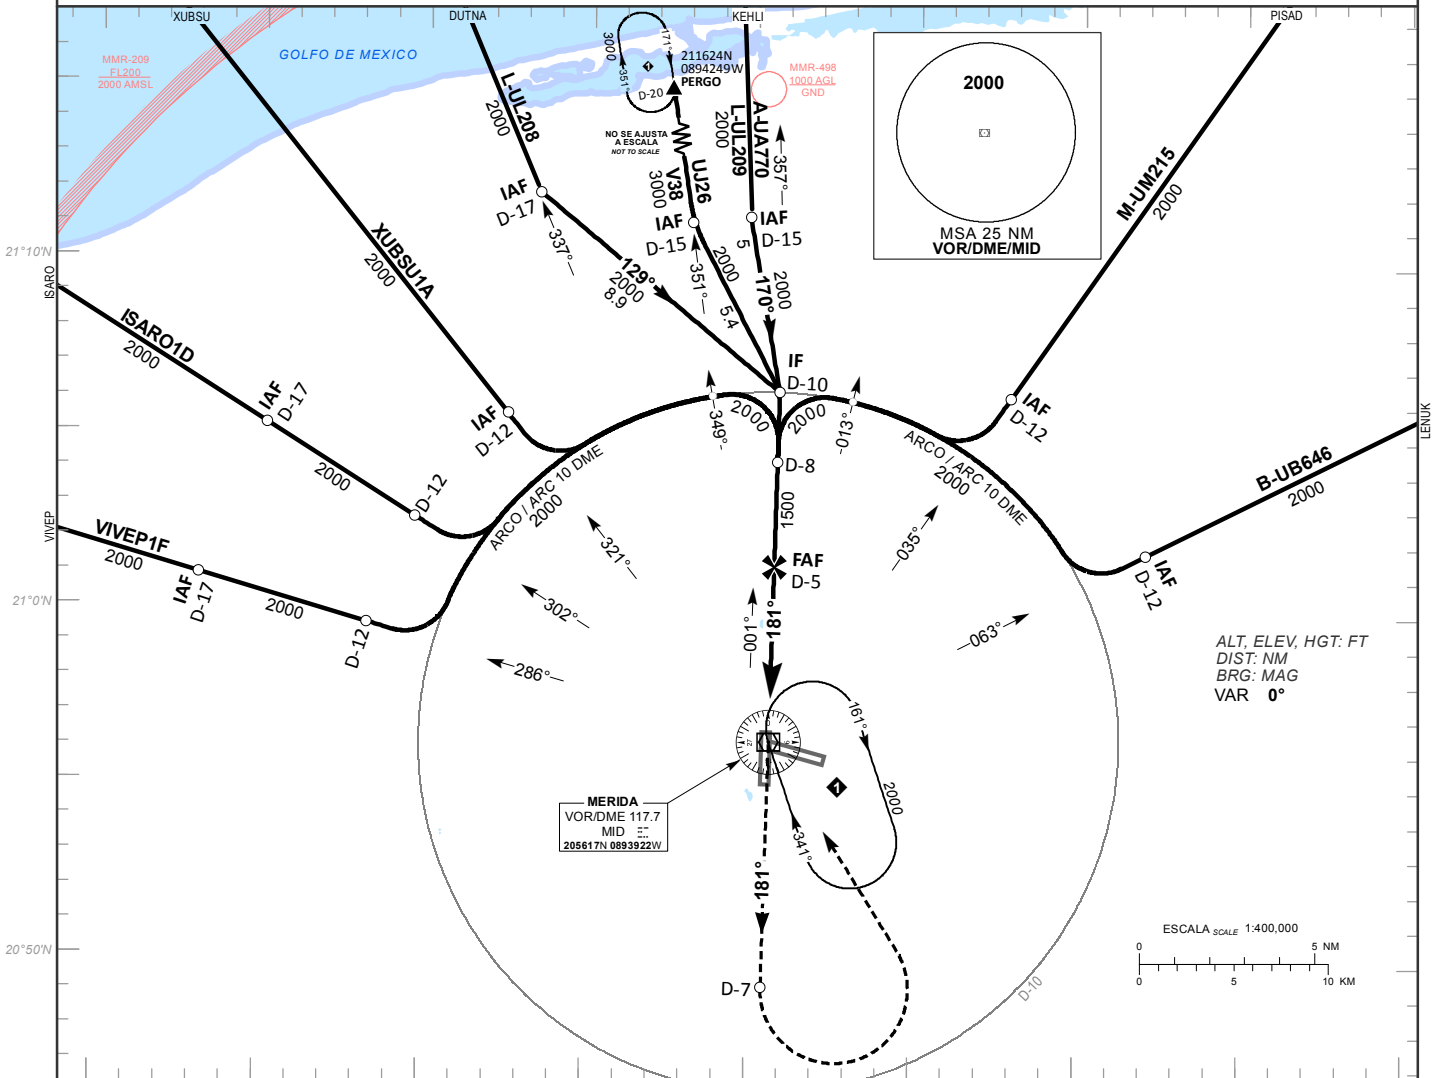 XUBSU
DUTNA
KEHLI
PISAD
GOLFO DE MEXICO
MMR-209
FL200
2000 AMSL
3000
171°
351°
1
D-20
211624N
0894249W
PERGO
MMR-498
1000 AGL
GND
2000
MSA 25 NM
VOR/DME/MID
NO SE AJUSTA
A ESCALA
NOT TO SCALE
L-UL208
2000
UJ26
V38
3000
A-UA770
L-UL209
2000
357°
M-UM215
2000
IAF
D-17
337°
IAF
D-15
351°
IAF
D-15
129°
2000
8.9
2000
5.4
5
2000
170°
21°10'N
ISARO
XUBSU1A
2000
ISARO1D
2000
IAF
D-17
2000
D-12
IAF
D-12
IF
D-10
2000
2000
349°
013°
IAF
D-12
ARCO / ARC 10 DME
2000
ARCO / ARC 10 DME
2000
D-8
1500
LENUK
B-UB646
2000
IAF
D-12
VIVEP
VIVEP1F
2000
IAF
D-17
2000
D-12
321°
302°
286°
035°
063°
FAF
D-5
001°
181°
21°0'N
ALT, ELEV, HGT: FT
DIST: NM
BRG: MAG
VAR 0°
161°
2000
341°
1
27
MERIDA
VOR/DME 117.7
MID
205617N 0893922W
181°
D-7
D-10
20°50'N
ESCALA SCALE 1:400,000
0 5 NM
0 5 10 KM